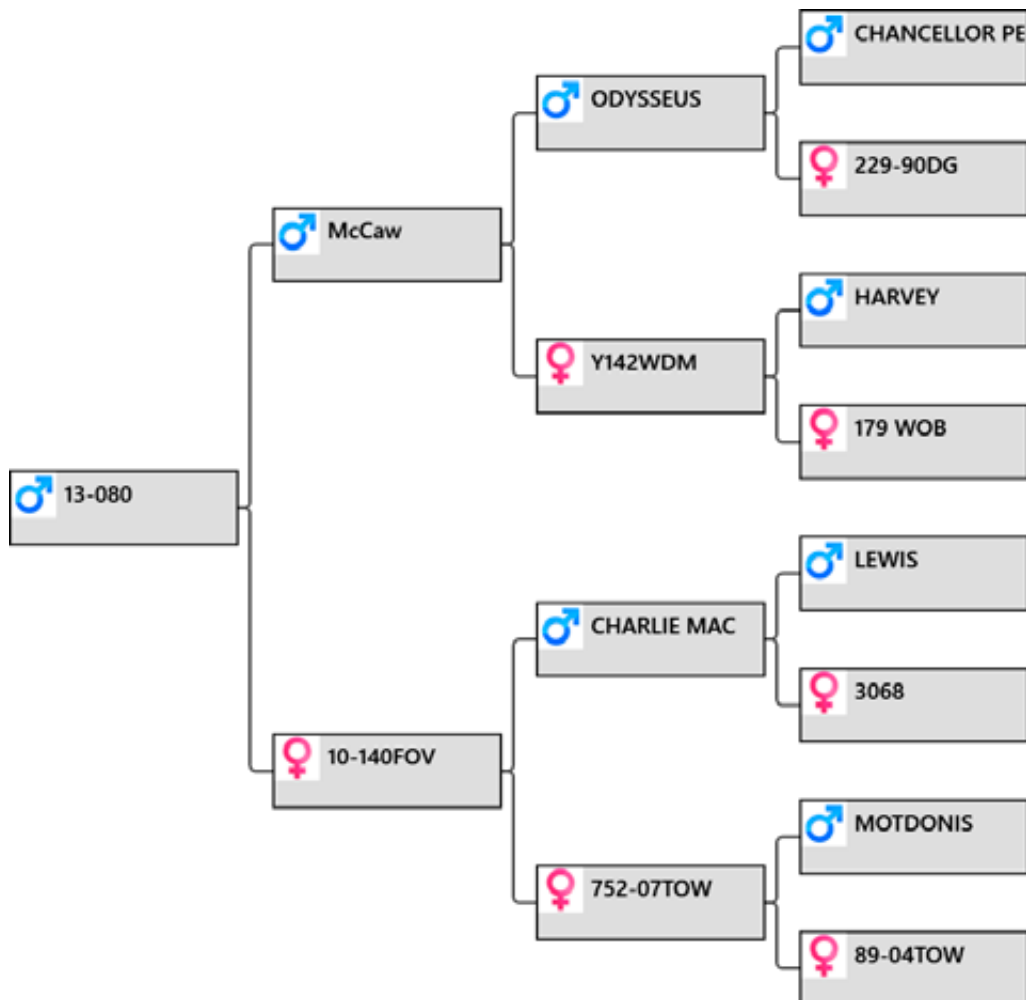 CHANCELLOR PE
ODYSSEUS
229-90DG
McCaw
HARVEY
Y142WDM
179 WOB
13-080
LEWIS
CHARLIE MAC
3068
10-140FOV
MOTDONIS
752-07TOW
89-04TOW